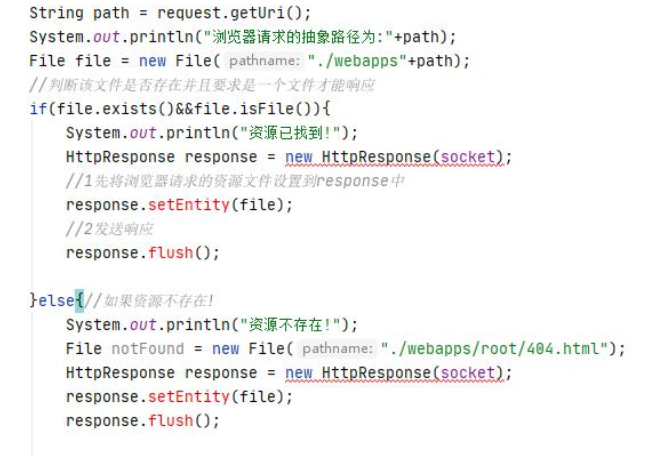 String path = request.getUri();
System.out.println("浏览器请求的抽象路径为:"+path);
File file = new File( pathname: "./webapps"+path);
//判断该文件是否存在并且要求是一个文件才能响应
if(file.exists()&&file.isFile()){
System.out.println("资源已找到!");
HttpResponse response = new HttpResponse(socket);
//1先将浏览器请求的资源文件设置到response中
response.setEntity(file);
//2发送响应
response.flush();
}else{//如果资源不存在!
System.out.println("资源不存在!");
File notFound = new File( pathname: "./webapps/root/404.html");
HttpResponse response = new HttpResponse(socket);
response.setEntity(file);
response.flush();